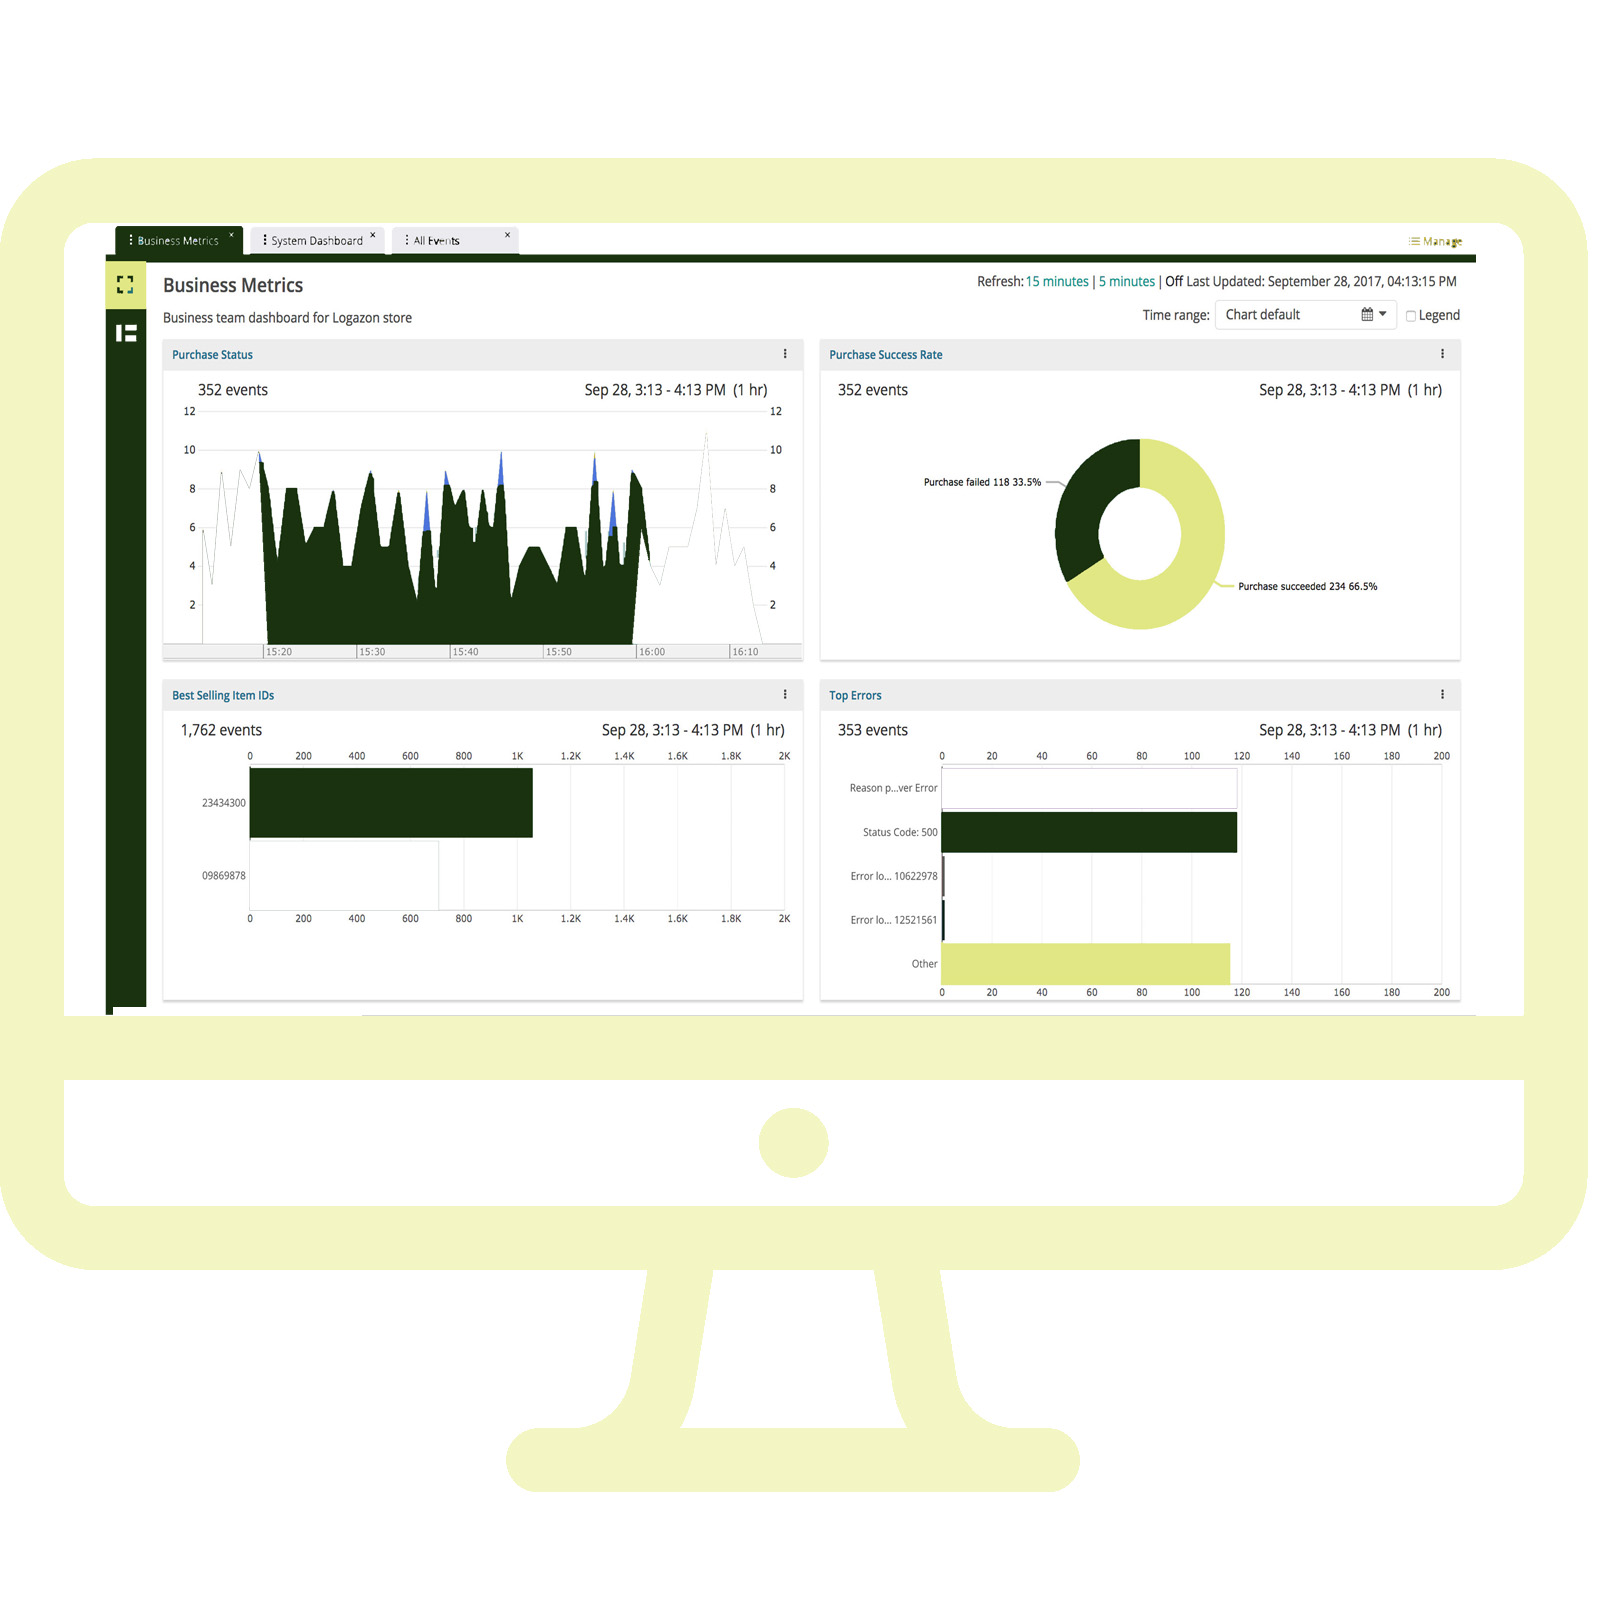 Business Metrics × System Dashboard × All Events × Manage
Business Metrics
Refresh: 15 minutes | 5 minutes | Off Last Updated: September 28, 2017, 04:13:15 PM
Business team dashboard for Logazon store
Time range: Chart default Legend
Purchase Status
352 events Sep 28, 3:13 - 4:13 PM (1 hr)
12 12
10 10
8 8
6 6
4 4
2 2
15:20 15:30 15:40 15:50 16:00 16:10
Purchase Success Rate
352 events Sep 28, 3:13 - 4:13 PM (1 hr)
Purchase failed 118 33.5%
Purchase succeeded 234 66.5%
Best Selling Item IDs
1,762 events Sep 28, 3:13 - 4:13 PM (1 hr)
0 200 400 600 800 1K 1.2K 1.4K 1.6K 1.8K 2K
23434300
09869878
0 200 400 600 800 1K 1.2K 1.4K 1.6K 1.8K 2K
Top Errors
353 events Sep 28, 3:13 - 4:13 PM (1 hr)
0 20 40 60 80 100 120 140 160 180 200
Reason p...ver Error
Status Code: 500
Error lo... 10622978
Error lo... 12521561
Other
0 20 40 60 80 100 120 140 160 180 200